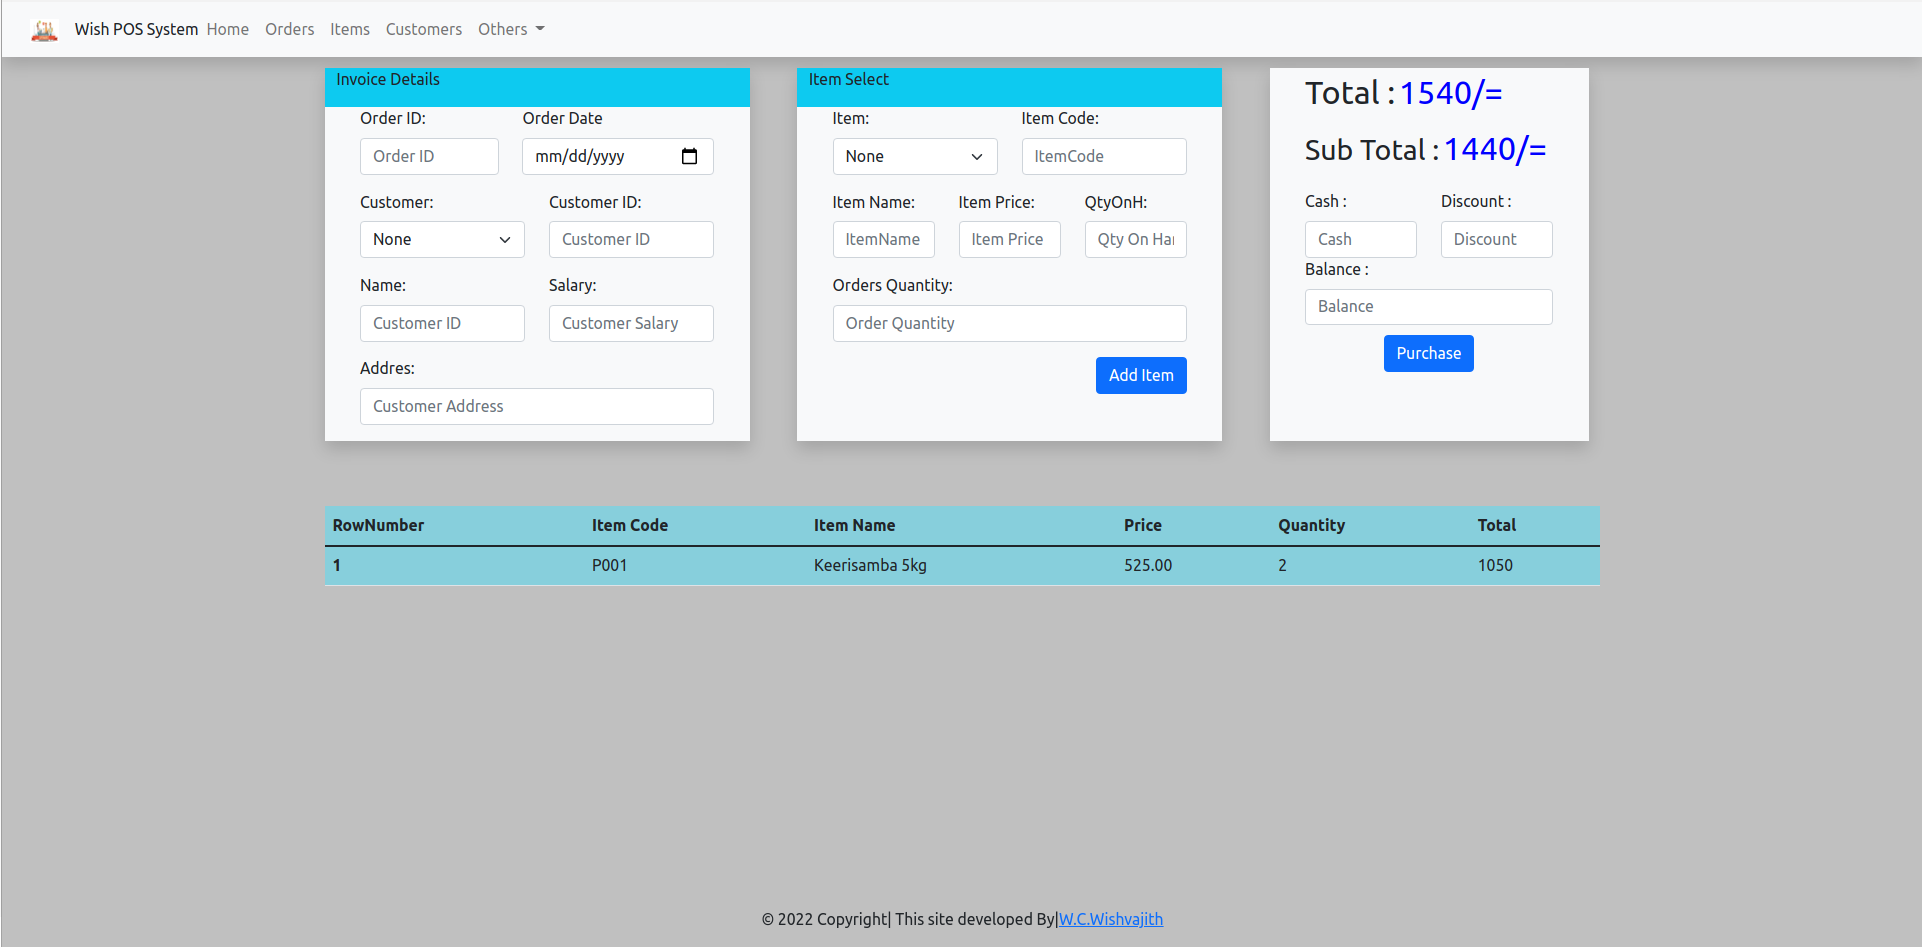 Wish POS System Home Orders Items Customers Others
Invoice Details
Order ID: Order Date
Order ID mm/dd/yyyy
Customer: Customer ID:
None Customer ID
Name: Salary:
Customer ID Customer Salary
Addres:
Customer Address
Item Select
Item: Item Code:
None ItemCode
Item Name: Item Price: QtyOnH:
ItemName Item Price Qty On Ha
Orders Quantity:
Order Quantity
Add Item
Total : 1540/=
Sub Total : 1440/=
Cash : Discount :
Cash Discount
Balance :
Balance
Purchase
RowNumber Item Code Item Name Price Quantity Total
1 P001 Keerisamba 5kg 525.00 2 1050
© 2022 Copyright| This site developed By|W.C.Wishvajith